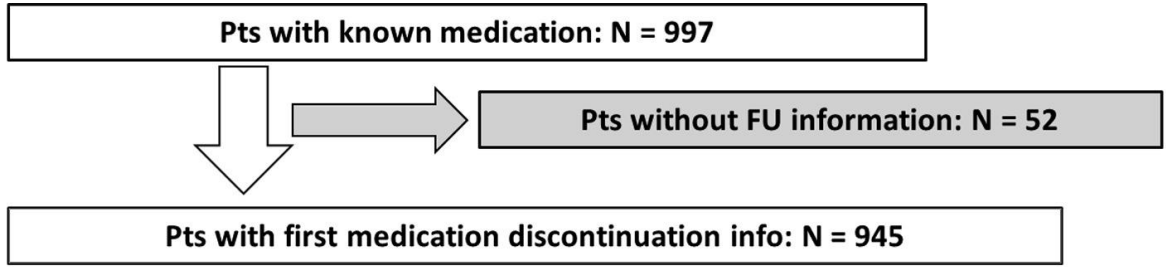 Pts with known medication: N = 997
Pts without FU information: N = 52
Pts with first medication discontinuation info: N = 945